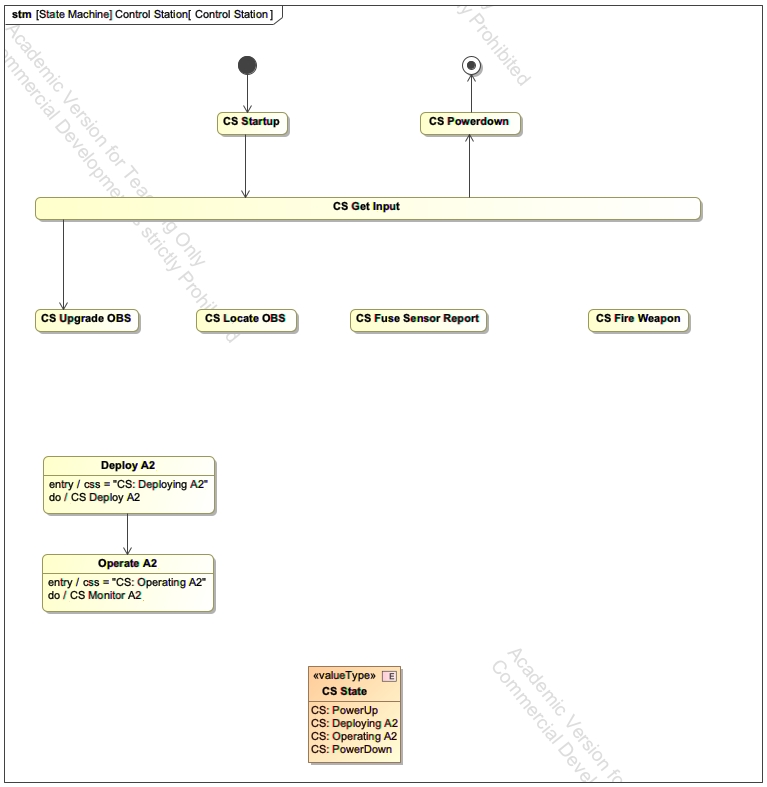 stm [State Machine] Control Station[ Control Station ]
CS Startup
CS Powerdown
CS Get Input
CS Upgrade OBS
CS Locate OBS
CS Fuse Sensor Report
CS Fire Weapon
Deploy A2
entry / css = "CS: Deploying A2"
do / CS Deploy A2
Operate A2
entry / css = "CS: Operating A2"
do / CS Monitor A2
«valueType»
E
CS State
CS: PowerUp
CS: Deploying A2
CS: Operating A2
CS: PowerDown
Academic Version for Teaching Only
Commercial Development is strictly Prohibited
y Prohibited
Academic Version fo
Commercial Devel